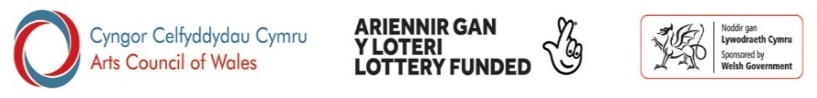 Cyngor Celfyddydau Cymru
Arts Council of Wales
ARIENNIR GAN
Y LOTERI
LOTTERY FUNDED
Noddir gan
Lywodraeth Cymru
Sponsored by
Welsh Government